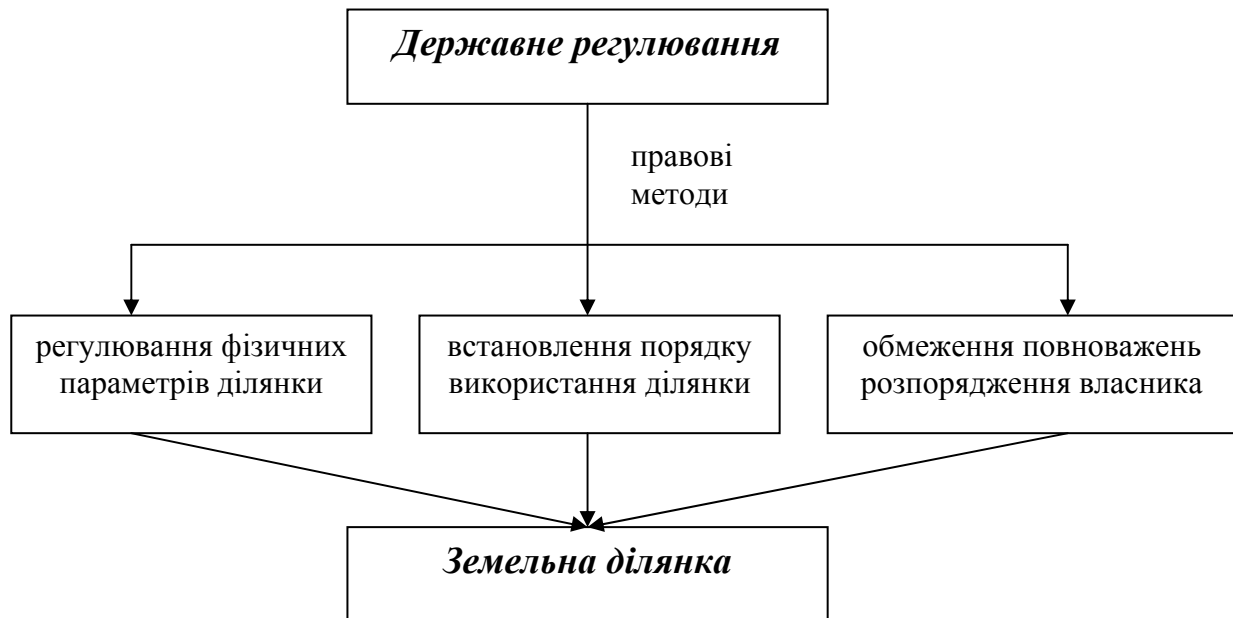 Державне регулювання
правові
методи
регулювання фізичних
параметрів ділянки
встановлення порядку
використання ділянки
обмеження повноважень
розпорядження власника
Земельна ділянка